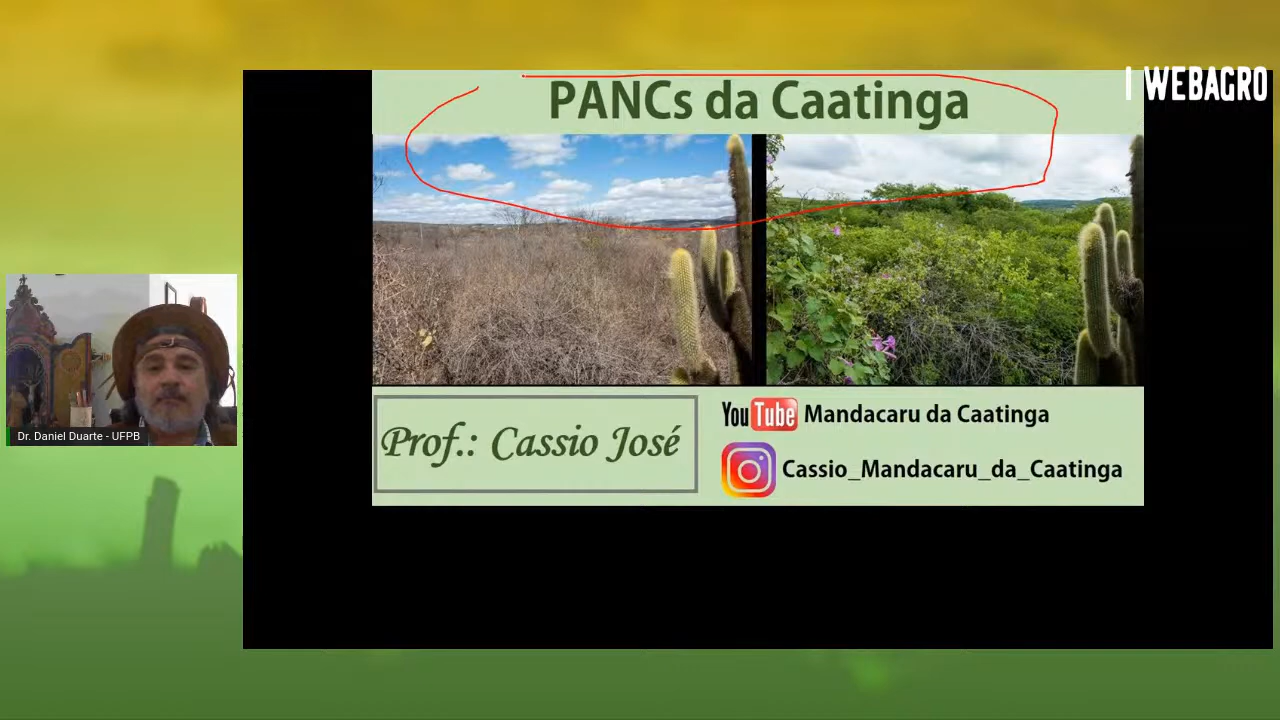 I WEBAGRO
PANCs da Caatinga
Prof.: Cassio José
YouTube Mandacaru da Caatinga
Cassio_Mandacaru_da_Caatinga
Dr. Daniel Duarte - UFPB